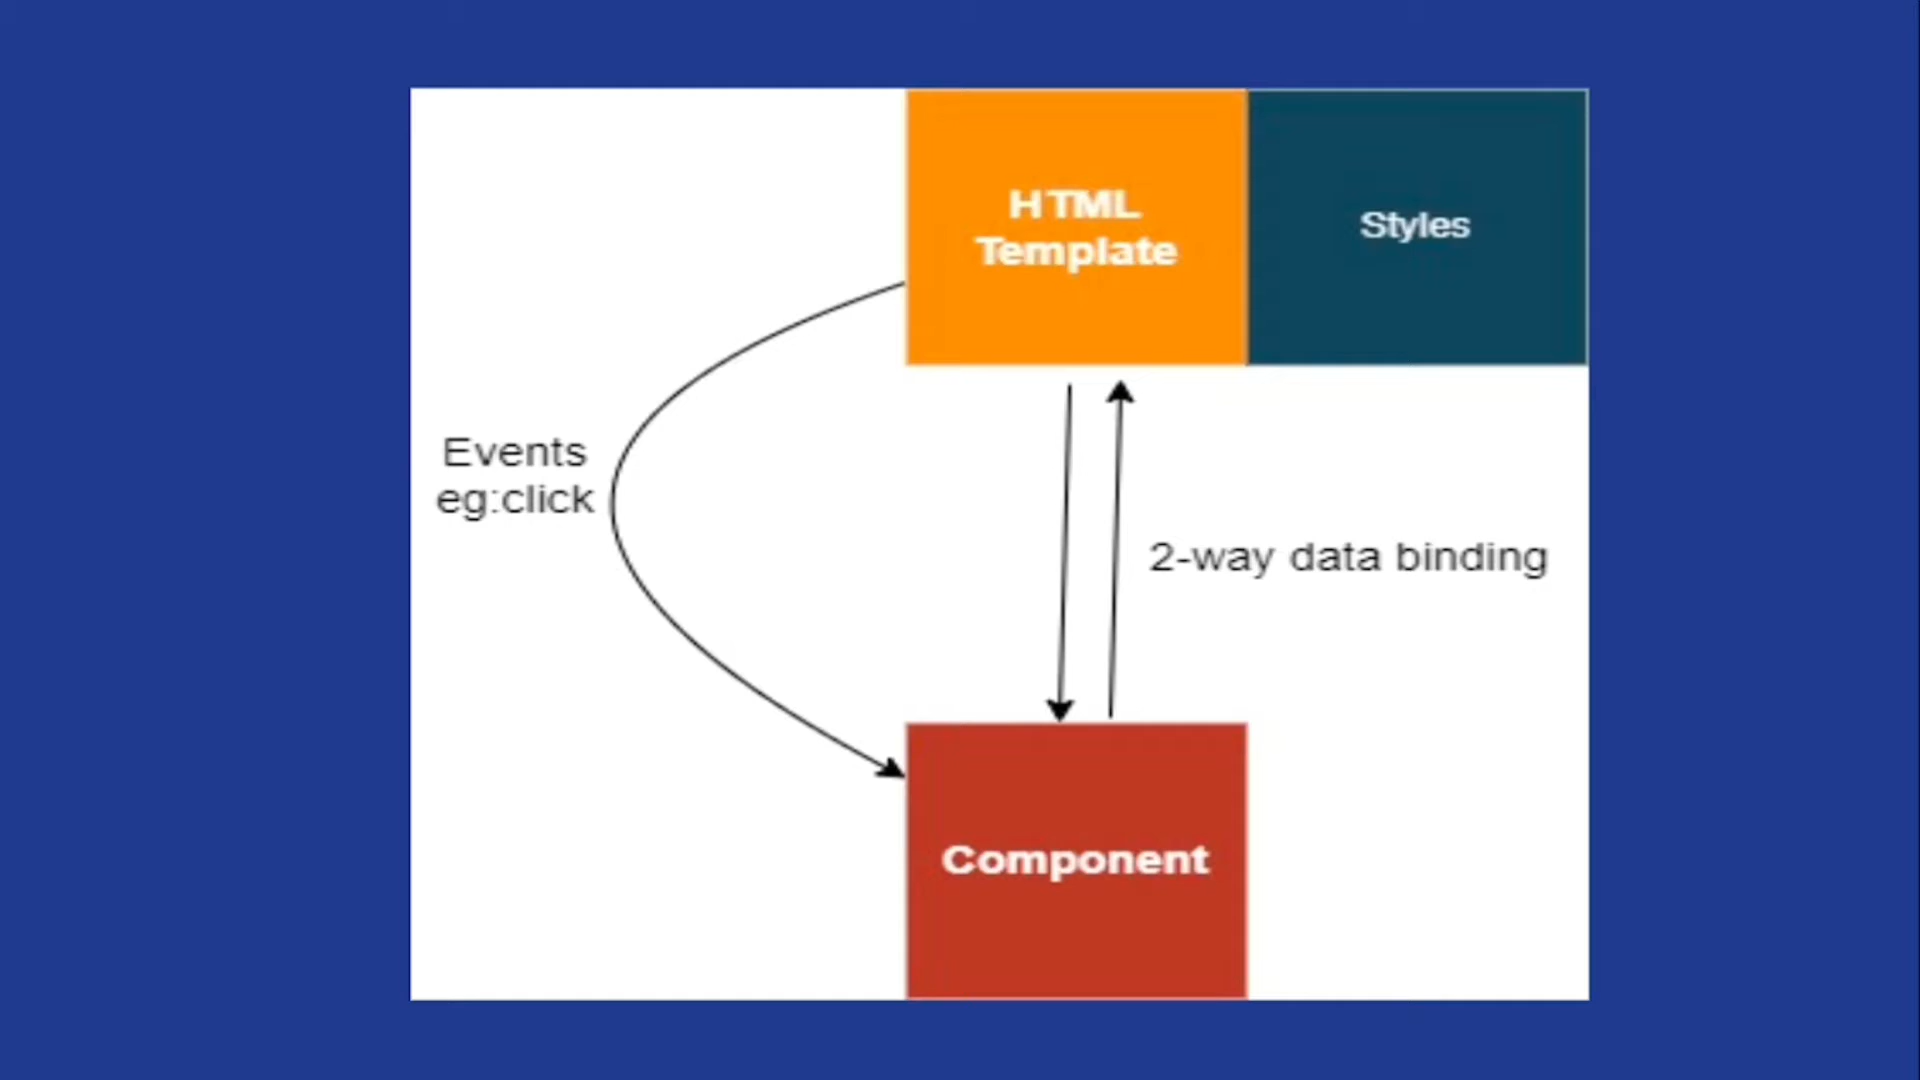 HTML
Template
Styles
Events
eg:click
2-way data binding
Component